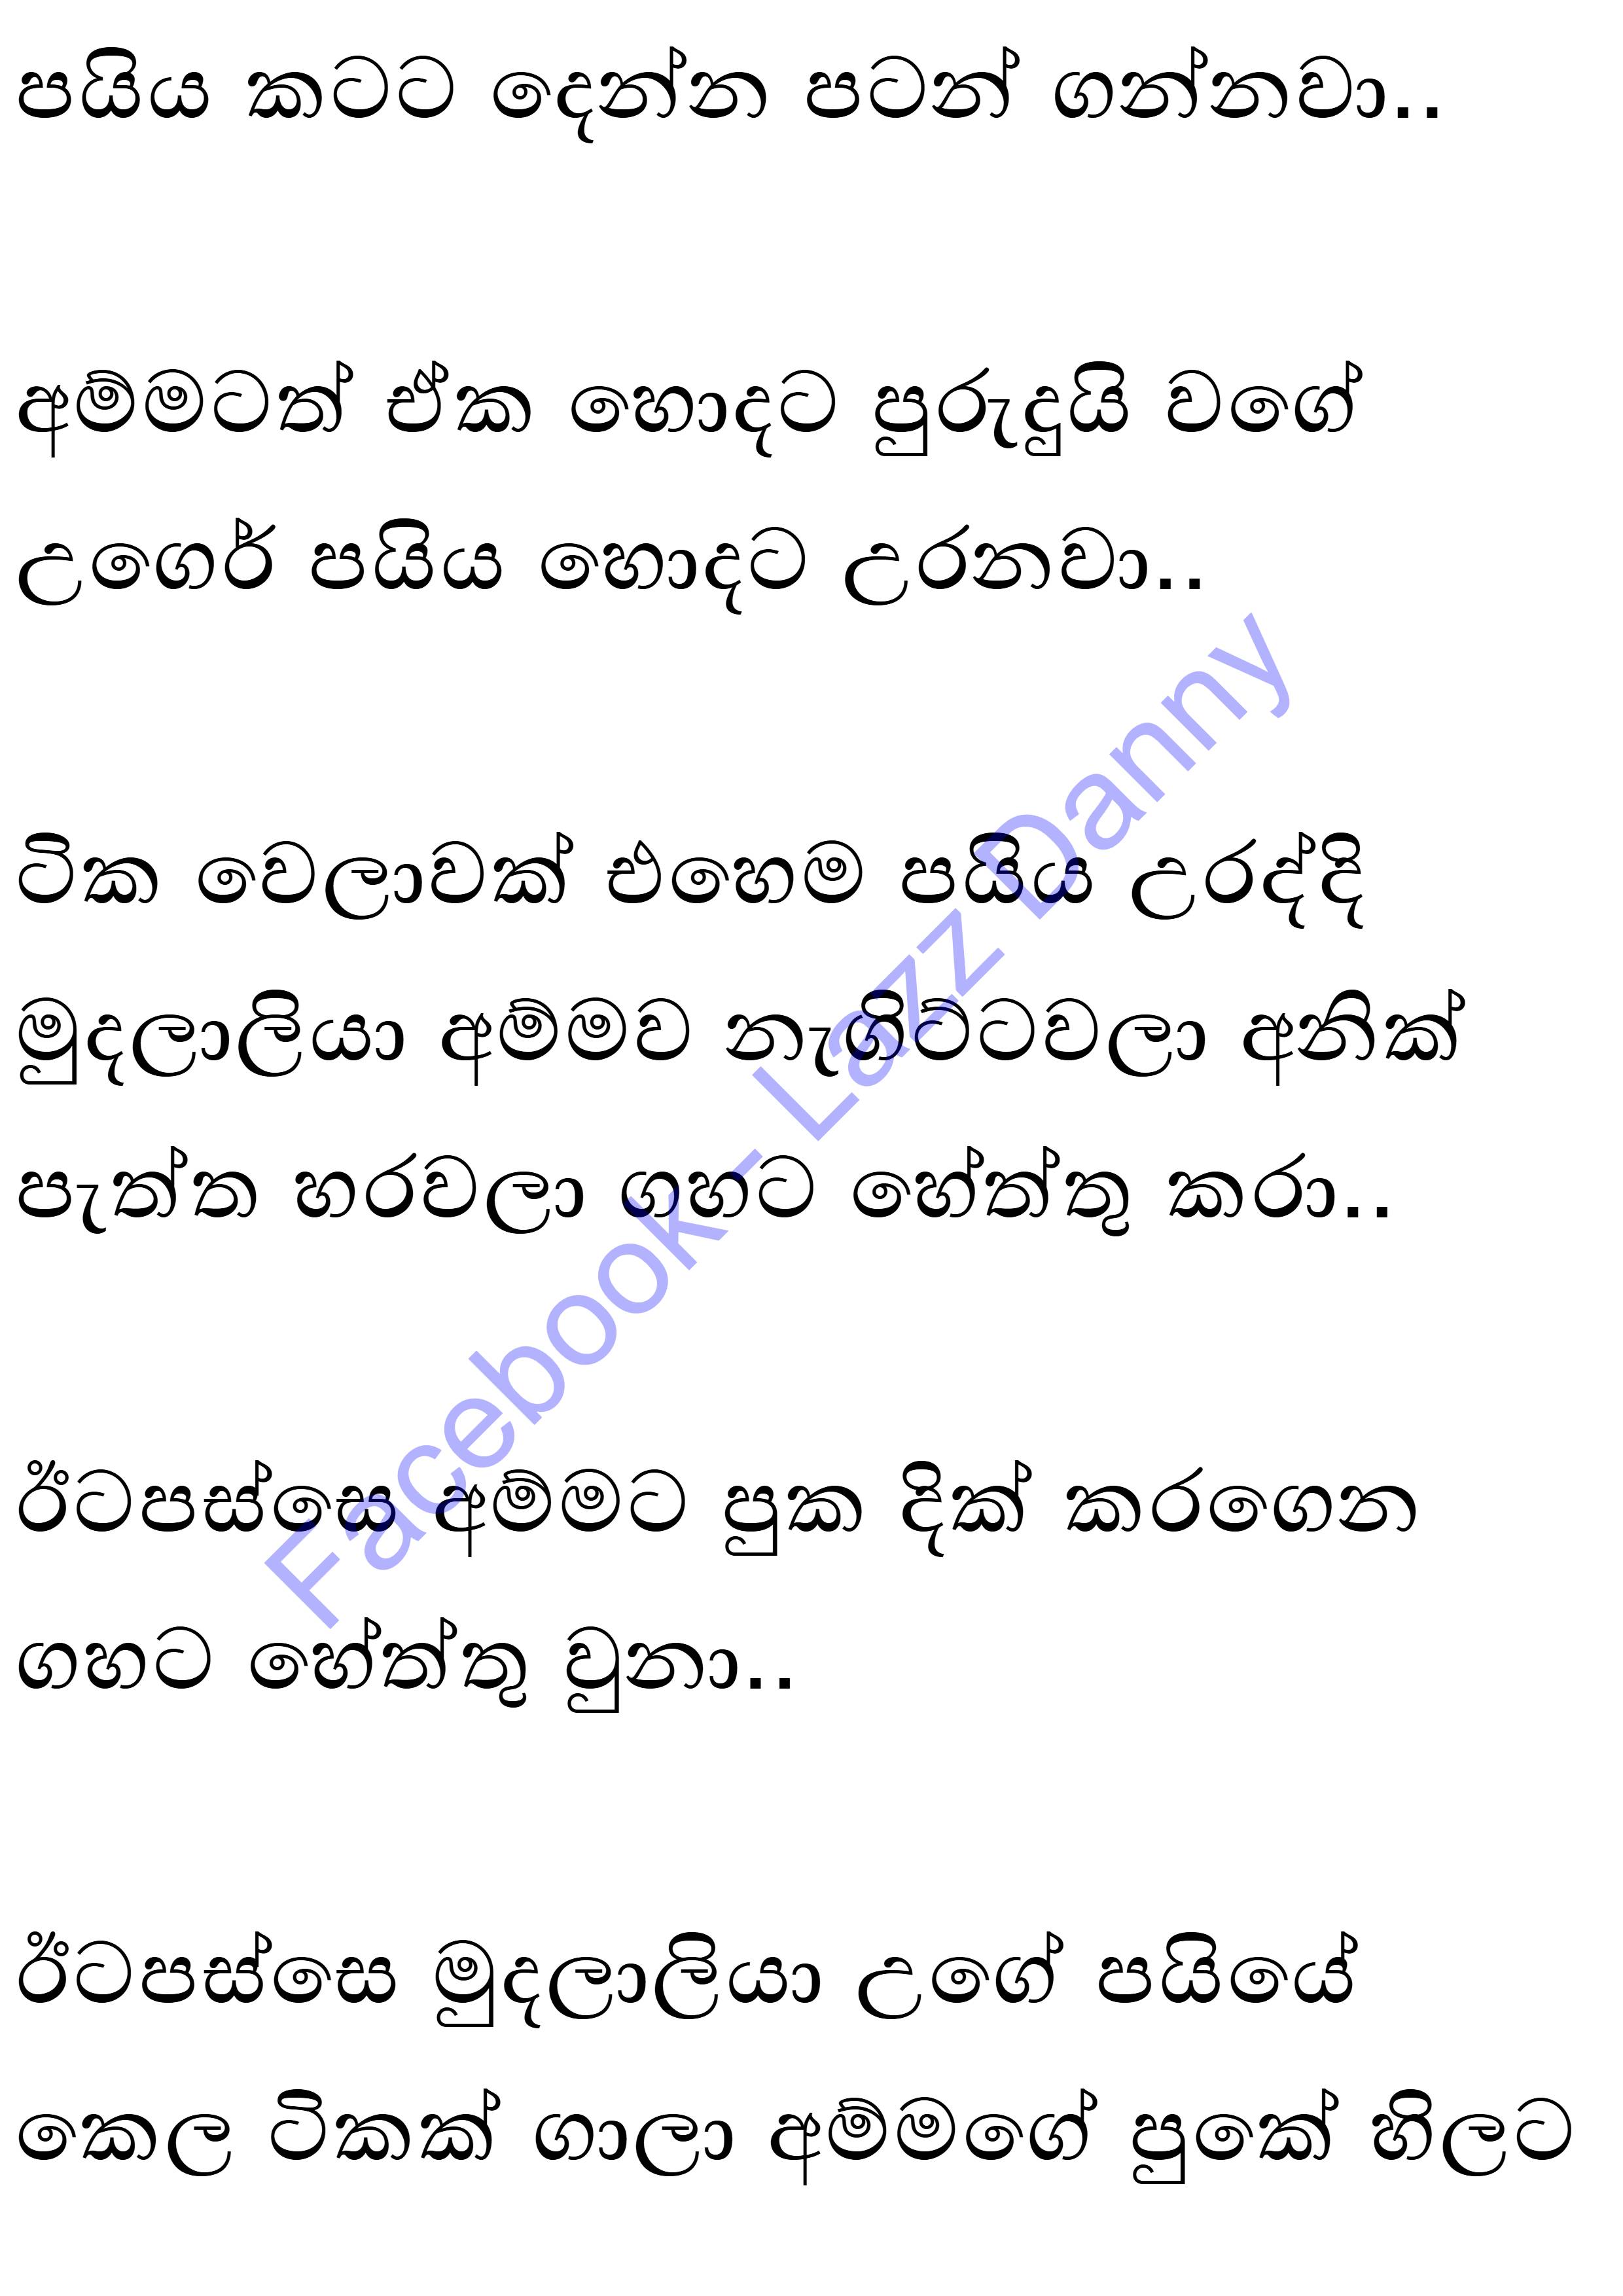 පයිය කටට දෙන්න පටන් ගන්නවා..
අම්මටත් ඒක හොදට පුරුදුයි වගේ
උගෙර් පයිය හොදට උරනවා..
ටික වෙලාවක් එහෙම පයිය උරද්දි
මුදලාලියා අම්මව නැගිට්ටවලා අනික්
පැත්ත හරවලා ගහට හේත්තු කරා..
ඊටපස්සෙ අම්මට පුක දික් කරගෙන
ගහට හේත්තු වුනා..
ඊටපස්සෙ මුදලාලියා උගේ පයියේ
කෙල ටිකක් ගාලා අම්මගේ පුකේ හිලට
Facebook- Lazz Danny